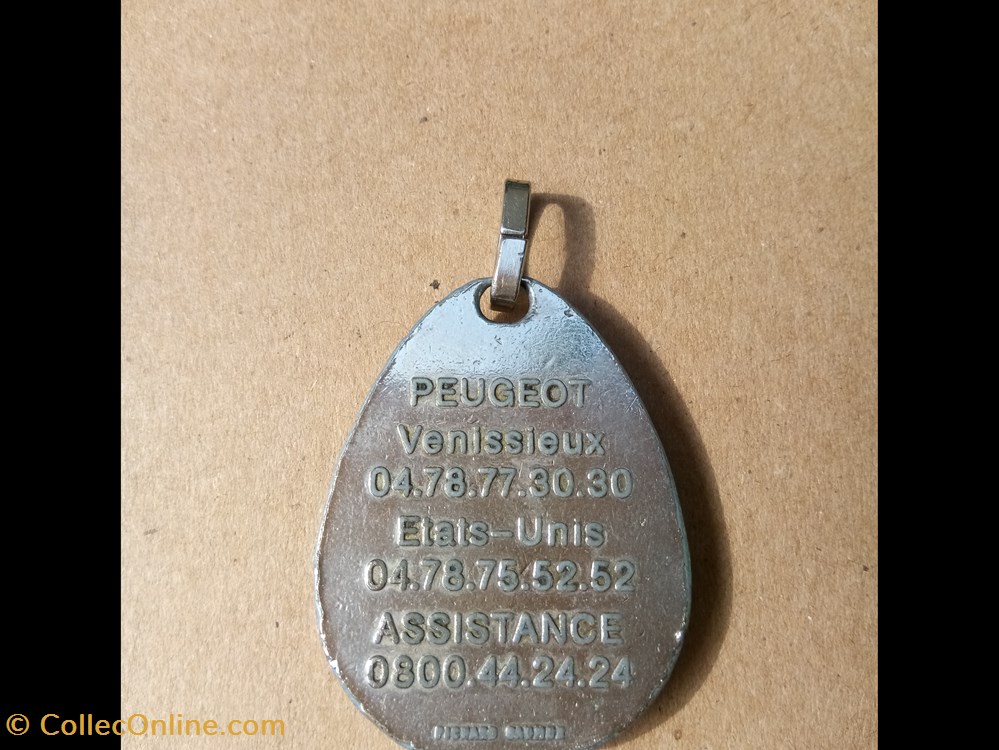 PEUGEOT
Venissieux
04.78.77.30.30
Etats-Unis
04.78.75.52.52
ASSISTANCE
0800.44.24.24
© CollecOnline.com